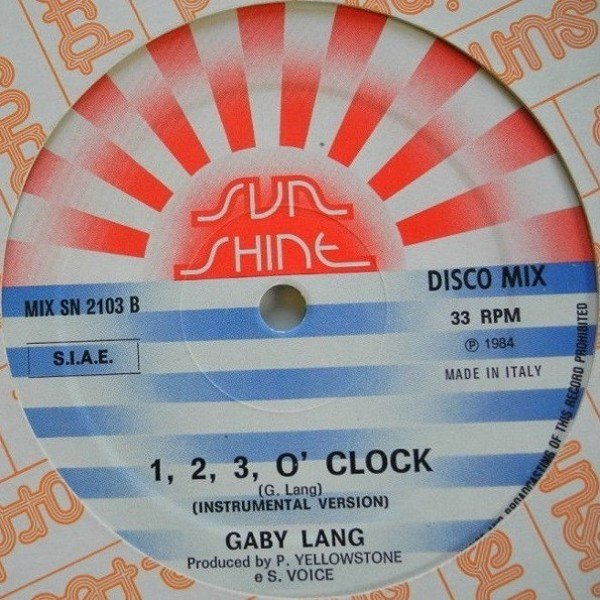 SUN
SHINE
MIX SN 2103 B
DISCO MIX
33 RPM
S.I.A.E.
℗ 1984
MADE IN ITALY
BROADCASTING OF THIS RECORD PROHIBITED
1, 2, 3, O' CLOCK
(G. Lang)
(INSTRUMENTAL VERSION)
GABY LANG
Produced by P. YELLOWSTONE
e S. VOICE